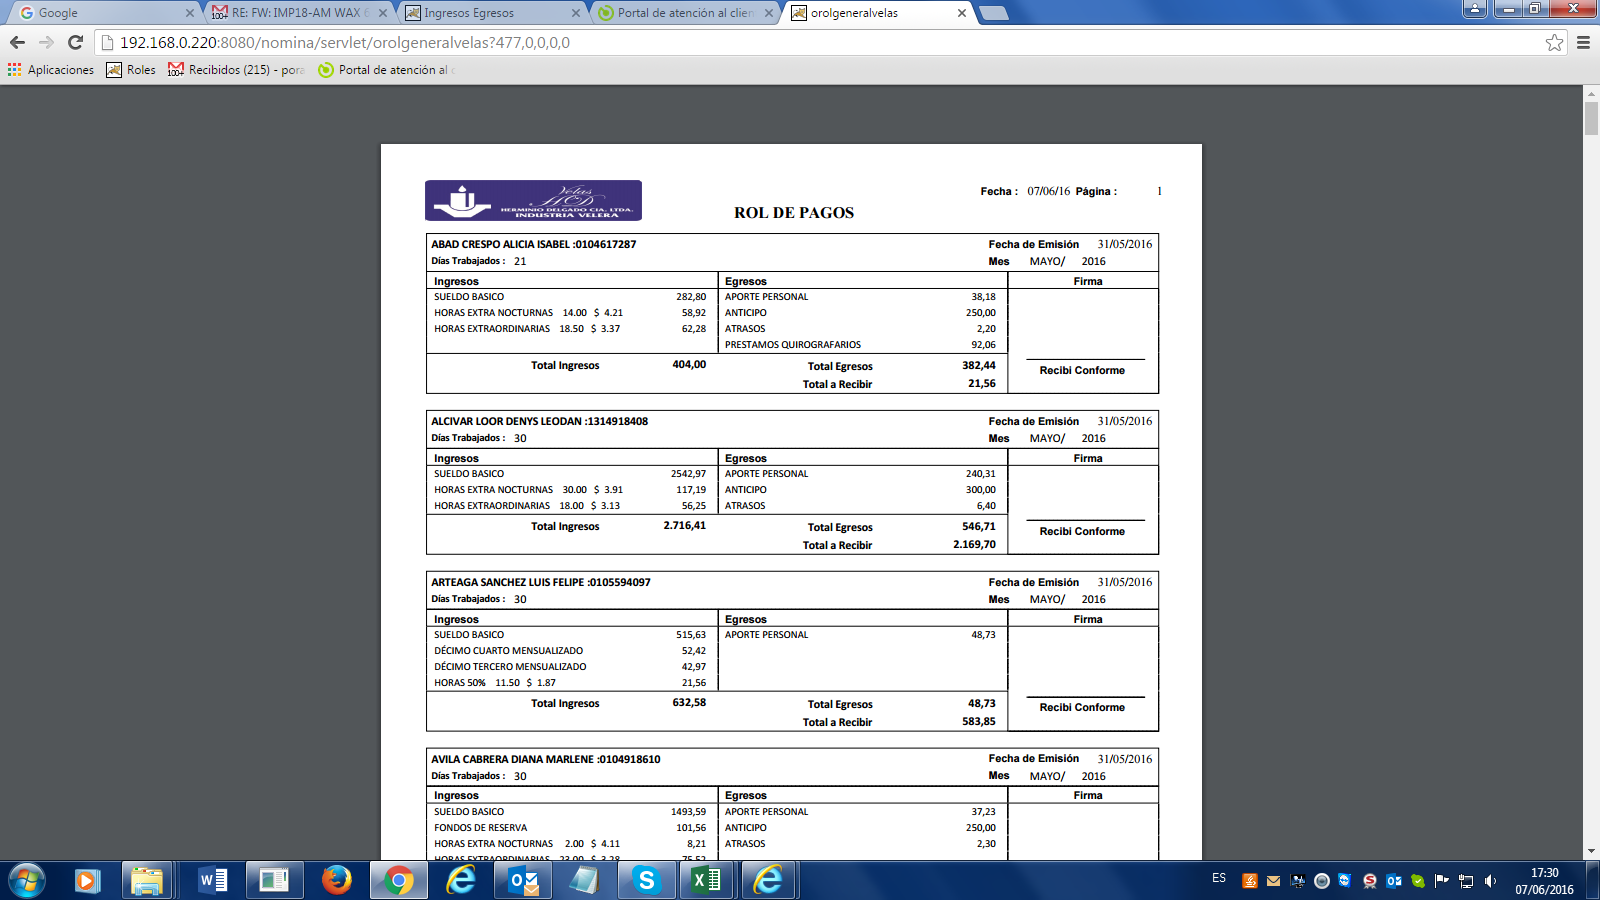 Google
RE: FW: IMP18-AM WAX 6
Ingresos Egresos
Portal de atención al clien
orolgeneralvelas
192.168.0.220:8080/nomina/servlet/orolgeneralvelas?477,0,0,0,0
Aplicaciones
Roles
100+
Recibidos (215) - pora
Portal de atención al c
Velas
HD
HERMINIO DELGADO CIA. LTDA.
INDUSTRIA VELERA
Fecha : 07/06/16 Página : 1
ROL DE PAGOS
ABAD CRESPO ALICIA ISABEL :0104617287 Fecha de Emisión 31/05/2016
Días Trabajados : 21 Mes MAYO/ 2016
Ingresos Egresos Firma
SUELDO BASICO 282,80 APORTE PERSONAL 38,18
HORAS EXTRA NOCTURNAS 14.00 $ 4.21 58,92 ANTICIPO 250,00
HORAS EXTRAORDINARIAS 18.50 $ 3.37 62,28 ATRASOS 2,20
PRESTAMOS QUIROGRAFARIOS 92,06
Total Ingresos 404,00 Total Egresos 382,44
Recibi Conforme
Total a Recibir 21,56
ALCIVAR LOOR DENYS LEODAN :1314918408 Fecha de Emisión 31/05/2016
Días Trabajados : 30 Mes MAYO/ 2016
Ingresos Egresos Firma
SUELDO BASICO 2542,97 APORTE PERSONAL 240,31
HORAS EXTRA NOCTURNAS 30.00 $ 3.91 117,19 ANTICIPO 300,00
HORAS EXTRAORDINARIAS 18.00 $ 3.13 56,25 ATRASOS 6,40
Total Ingresos 2.716,41 Total Egresos 546,71
Recibi Conforme
Total a Recibir 2.169,70
ARTEAGA SANCHEZ LUIS FELIPE :0105594097 Fecha de Emisión 31/05/2016
Días Trabajados : 30 Mes MAYO/ 2016
Ingresos Egresos Firma
SUELDO BASICO 515,63 APORTE PERSONAL 48,73
DÉCIMO CUARTO MENSUALIZADO 52,42
DÉCIMO TERCERO MENSUALIZADO 42,97
HORAS 50% 11.50 $ 1.87 21,56
Total Ingresos 632,58 Total Egresos 48,73
Recibi Conforme
Total a Recibir 583,85
AVILA CABRERA DIANA MARLENE :0104918610 Fecha de Emisión 31/05/2016
Días Trabajados : 30 Mes MAYO/ 2016
Ingresos Egresos Firma
SUELDO BASICO 1493,59 APORTE PERSONAL 37,23
FONDOS DE RESERVA 101,56 ANTICIPO 250,00
HORAS EXTRA NOCTURNAS 2.00 $ 4.11 8,21 ATRASOS 2,30
HORAS EXTRAORDINARIAS 23.00 $ 3.28 75,52
ES
17:30
07/06/2016